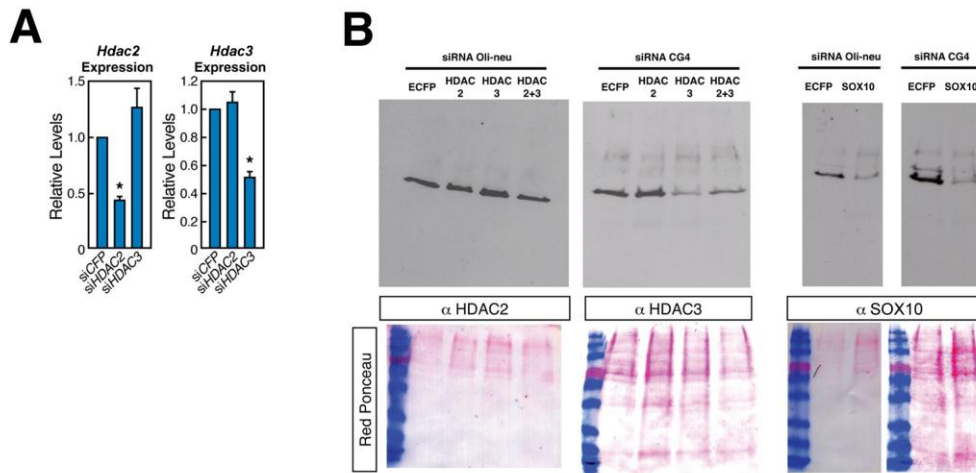 A
Hdac2
Expression
Relative Levels
1.5
1.0
0.5
0
*
siCFP
siHDAC2
siHDAC3
Hdac3
Expression
Relative Levels
1.2
1.0
0.8
0.6
0.4
0.2
0
*
siCFP
siHDAC2
siHDAC3
B
siRNA Oli-neu
ECFP HDAC HDAC HDAC
2 3 2+3
α HDAC2
siRNA CG4
ECFP HDAC HDAC HDAC
2 3 2+3
α HDAC3
siRNA Oli-neu siRNA CG4
ECFP SOX10 ECFP SOX10
α SOX10
Red Ponceau